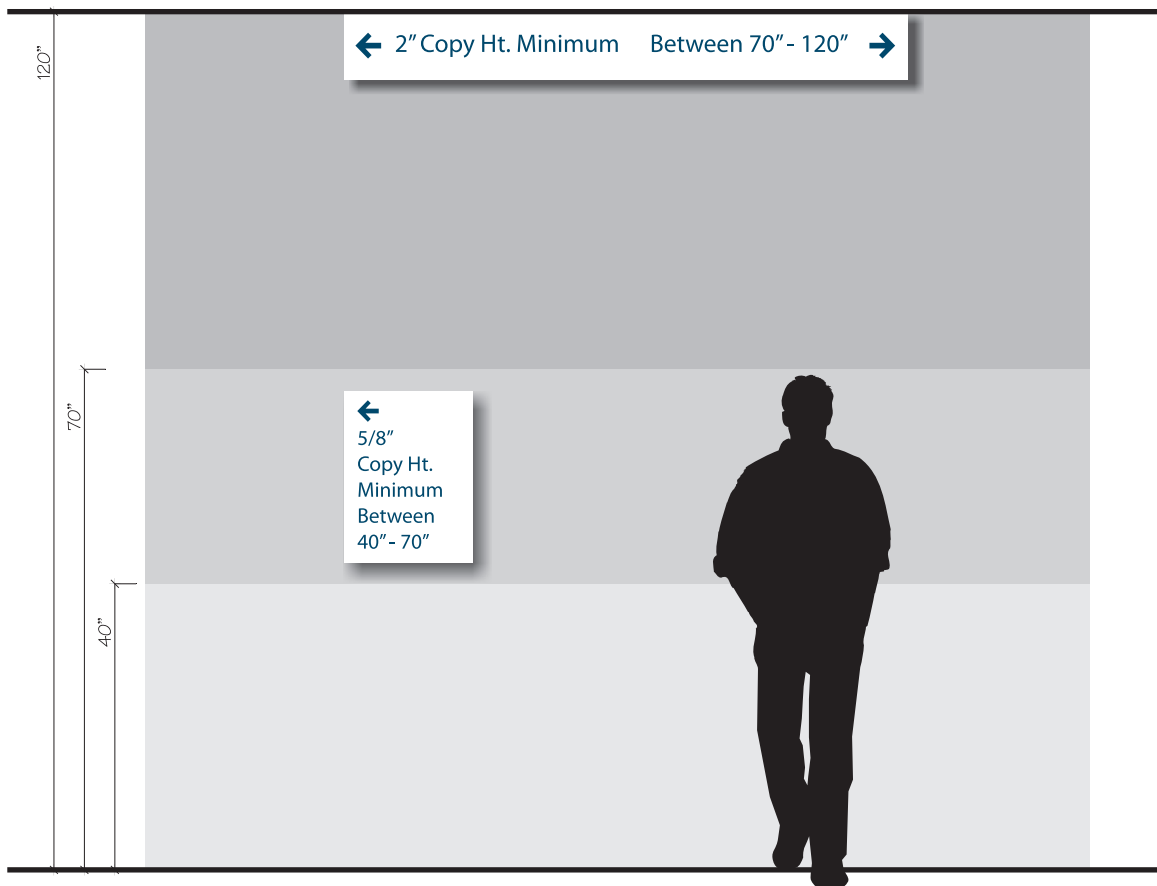 120”
← 2” Copy Ht. Minimum Between 70” - 120” →
70”
←
5/8”
Copy Ht.
Minimum
Between
40” - 70”
40”